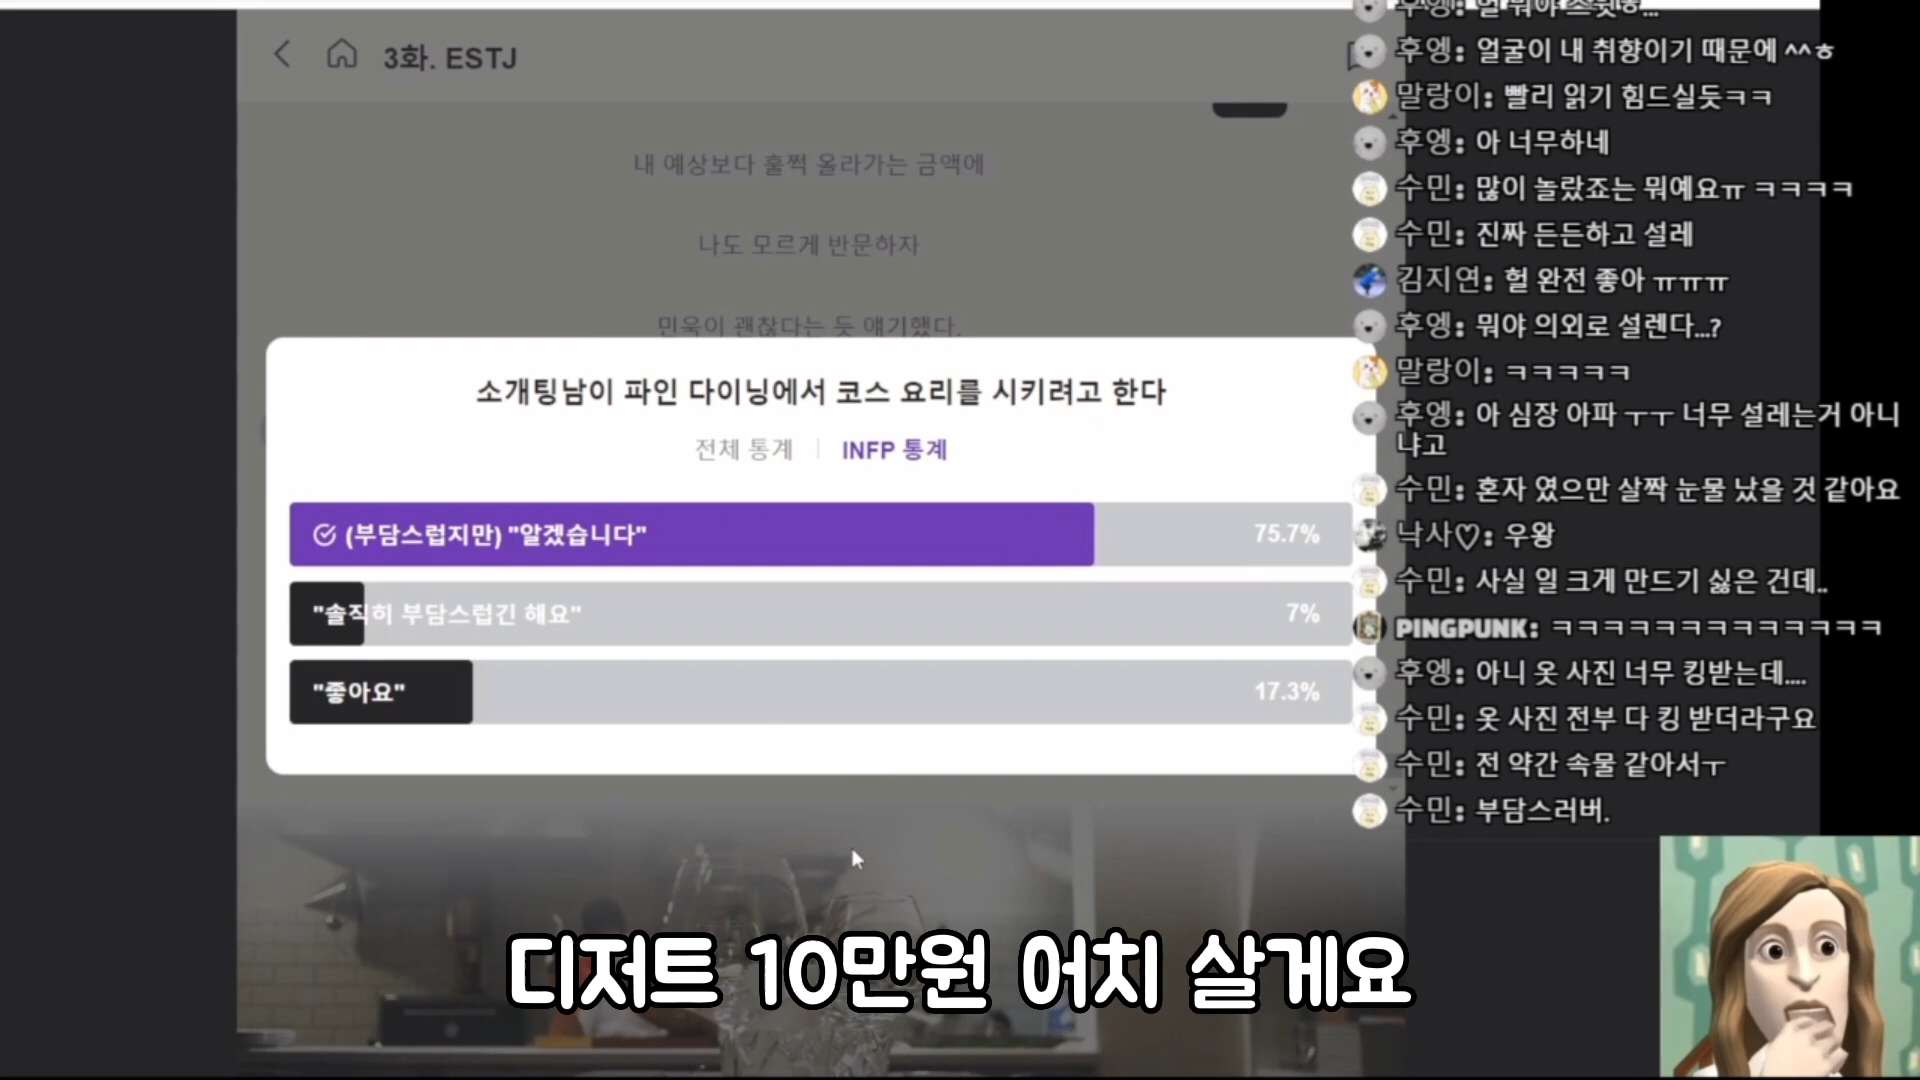 3화. ESTJ
내 예상보다 훌쩍 올라가는 금액에
나도 모르게 반문하자
민욱이 괜찮다는 듯 얘기했다.
소개팅남이 파인 다이닝에서 코스 요리를 시키려고 한다
전체 통계 | INFP 통계
(부담스럽지만) "알겠습니다" 75.7%
"솔직히 부담스럽긴 해요" 7%
"좋아요" 17.3%
후엥: 헐 뭐야 스윗ㅎ...
후엥: 얼굴이 내 취향이기 때문에 ^^ㅎ
말랑이: 빨리 읽기 힘드실듯ㅋㅋ
후엥: 아 너무하네
수민: 많이 놀랐죠는 뭐예요ㅠ ㅋㅋㅋㅋ
수민: 진짜 든든하고 설레
김지연: 헐 완전 좋아 ㅠㅠㅠ
후엥: 뭐야 의외로 설렌다...?
말랑이: ㅋㅋㅋㅋㅋ
후엥: 아 심장 아파 ㅜㅜ 너무 설레는거 아니
냐고
수민: 혼자 였으만 살짝 눈물 났을 것 같아요
낙사♡: 우왕
수민: 사실 일 크게 만드기 싫은 건데..
PINGPUNK: ㅋㅋㅋㅋㅋㅋㅋㅋㅋㅋㅋㅋㅋ
후엥: 아니 옷 사진 너무 킹받는데....
수민: 옷 사진 전부 다 킹 받더라구요
수민: 전 약간 속물 같아서ㅜ
수민: 부담스러버.
디저트 10만원 어치 살게요